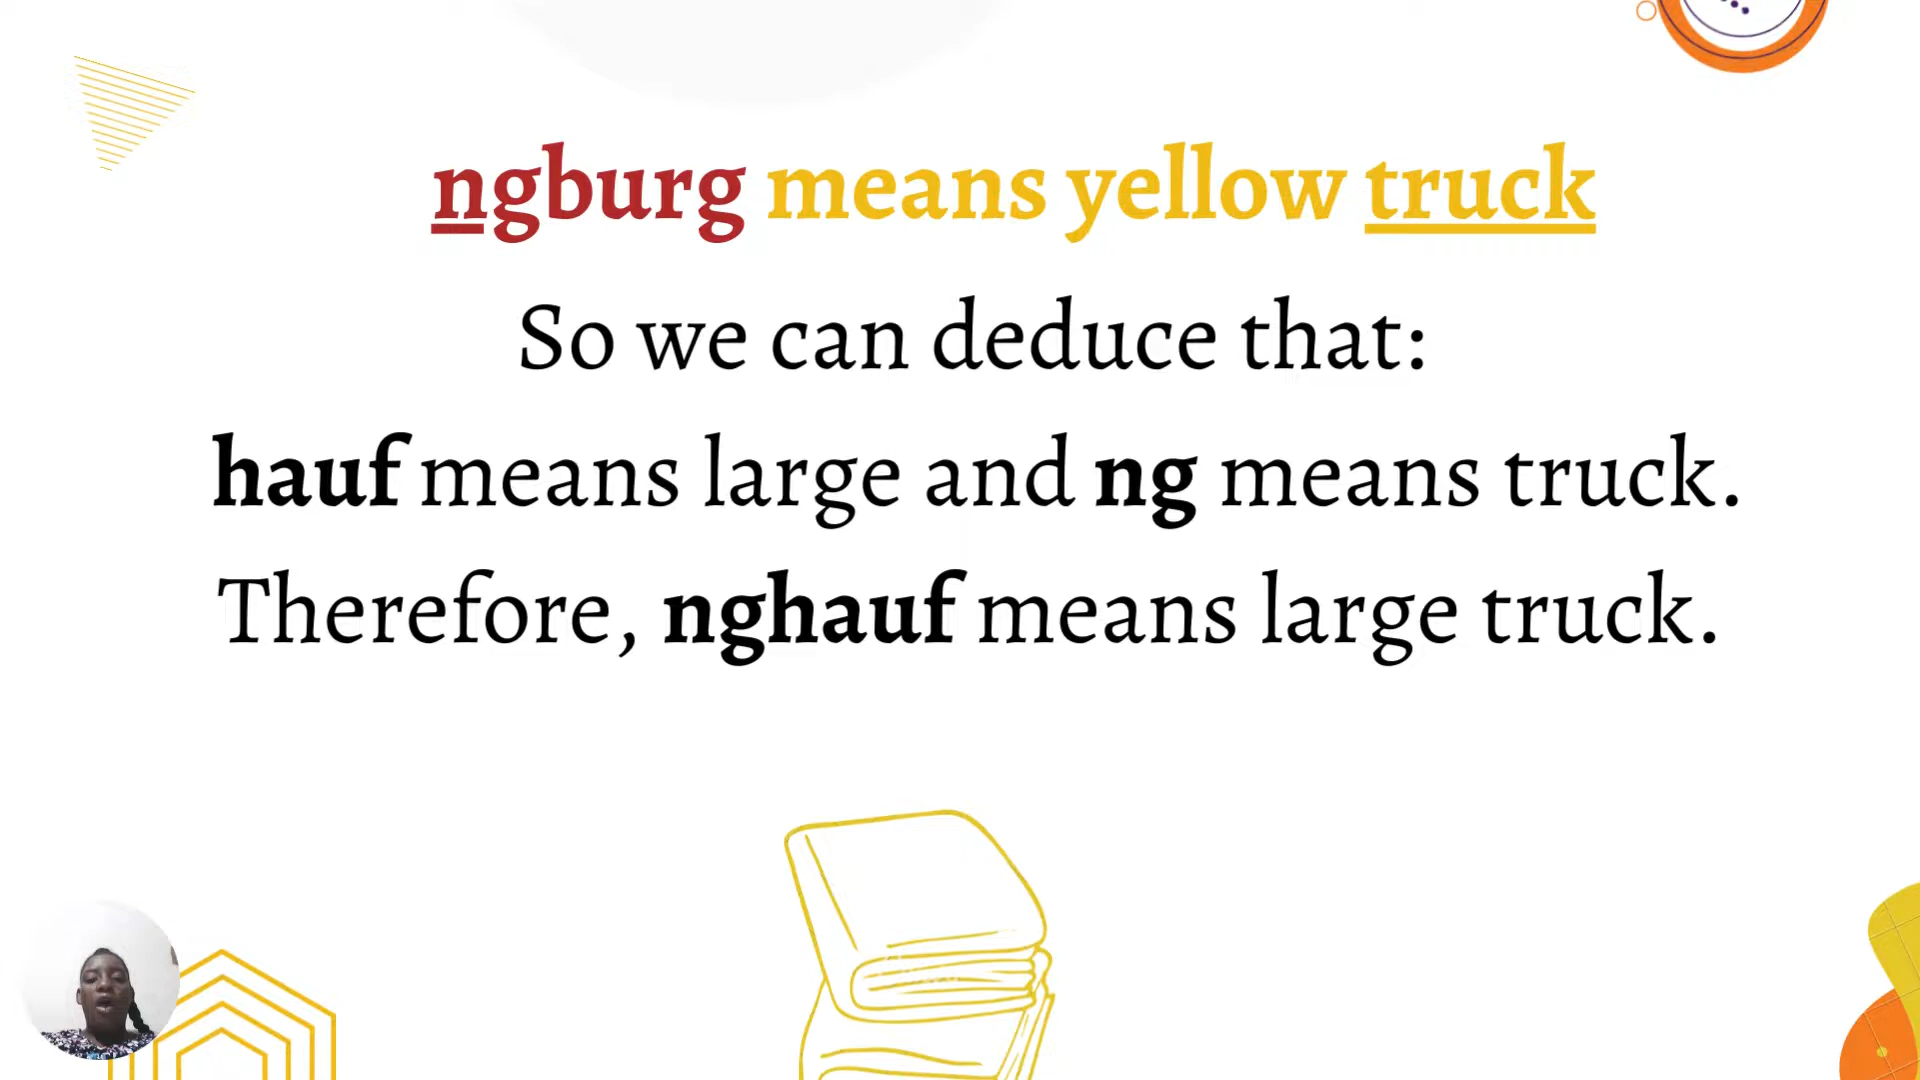 ngburg means yellow truck
So we can deduce that:
hauf means large and ng means truck.
Therefore, nghauf means large truck.